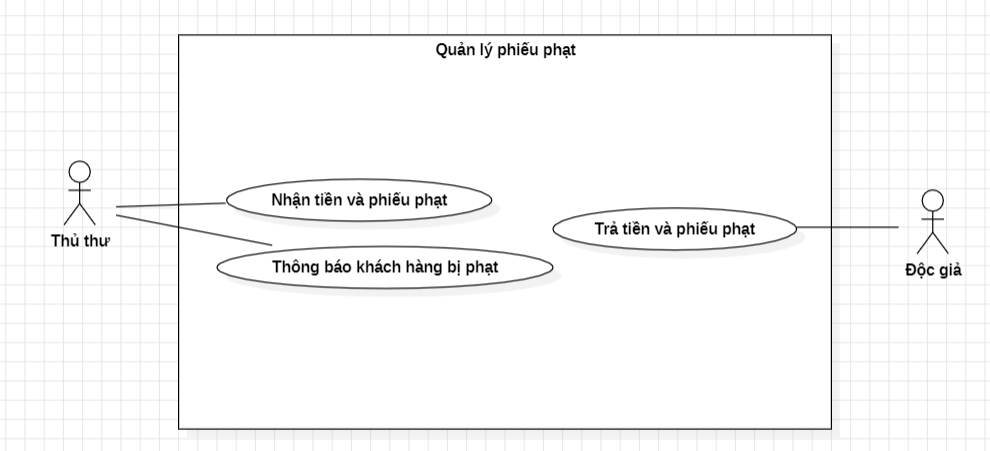 Quản lý phiếu phạt
Nhận tiền và phiếu phạt
Trả tiền và phiếu phạt
Thủ thư
Thông báo khách hàng bị phạt
Độc giả